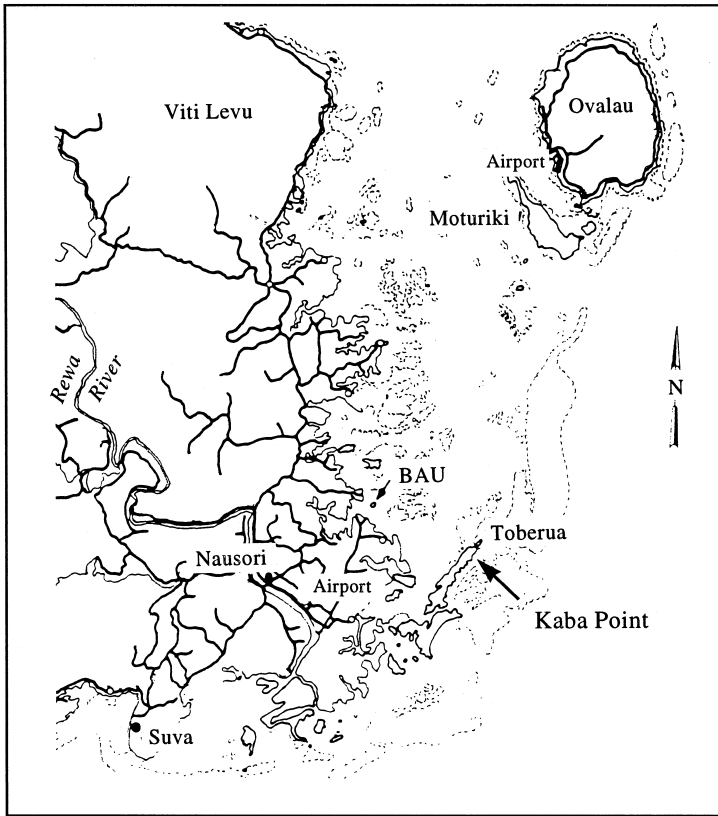 Viti Levu
Ovalau
Airport
Moturiki
Rewa
River
N
BAU
Toberua
Nausori
Airport
Kaba Point
Suva